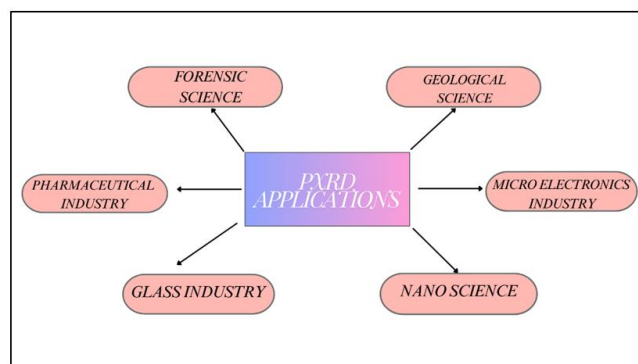 FORENSIC
SCIENCE
GEOLOGICAL
SCIENCE
PXRD
APPLICATIONS
PHARMACEUTICAL
INDUSTRY
MICRO ELECTRONICS
INDUSTRY
GLASS INDUSTRY
NANO SCIENCE